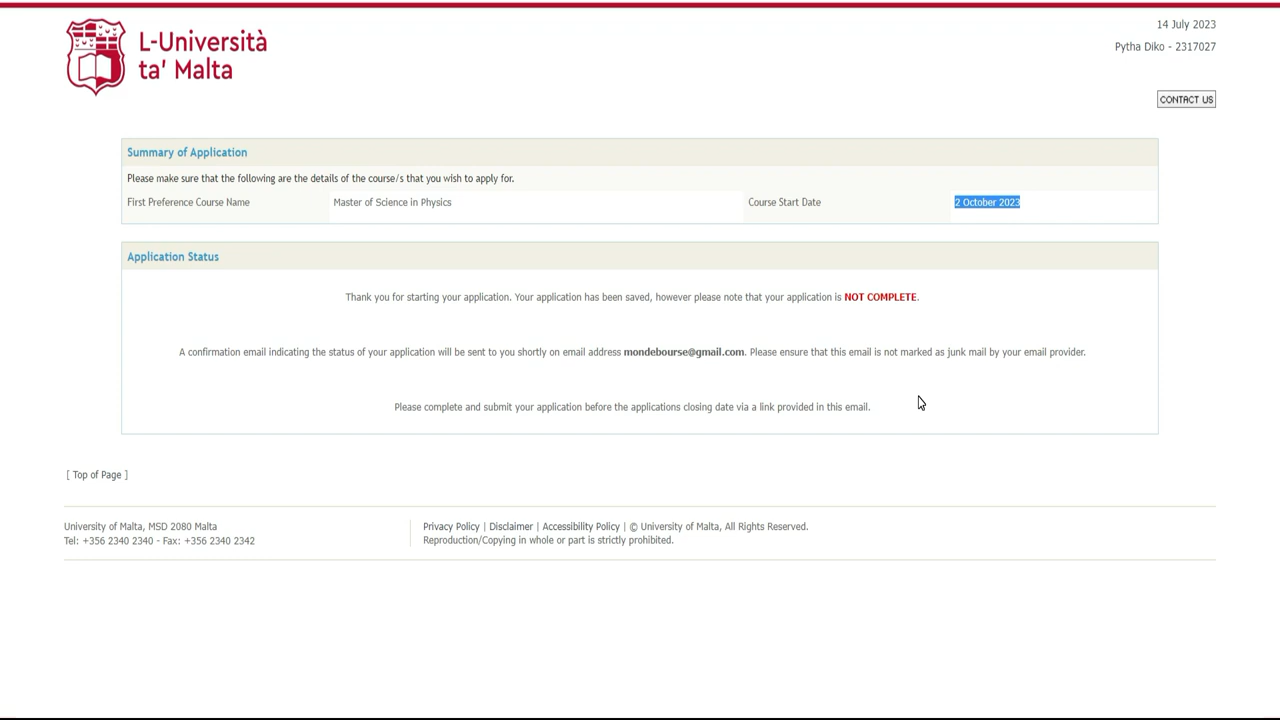 L-Università
ta' Malta
14 July 2023
Pytha Diko - 2317027
CONTACT US
Summary of Application
Please make sure that the following are the details of the course/s that you wish to apply for.
First Preference Course Name Master of Science in Physics Course Start Date 2 October 2023
Application Status
Thank you for starting your application. Your application has been saved, however please note that your application is NOT COMPLETE.
A confirmation email indicating the status of your application will be sent to you shortly on email address mondebourse@gmail.com. Please ensure that this email is not marked as junk mail by your email provider.
Please complete and submit your application before the applications closing date via a link provided in this email.
[ Top of Page ]
University of Malta, MSD 2080 Malta
Tel: +356 2340 2340 - Fax: +356 2340 2342
Privacy Policy | Disclaimer | Accessibility Policy | © University of Malta, All Rights Reserved.
Reproduction/Copying in whole or part is strictly prohibited.